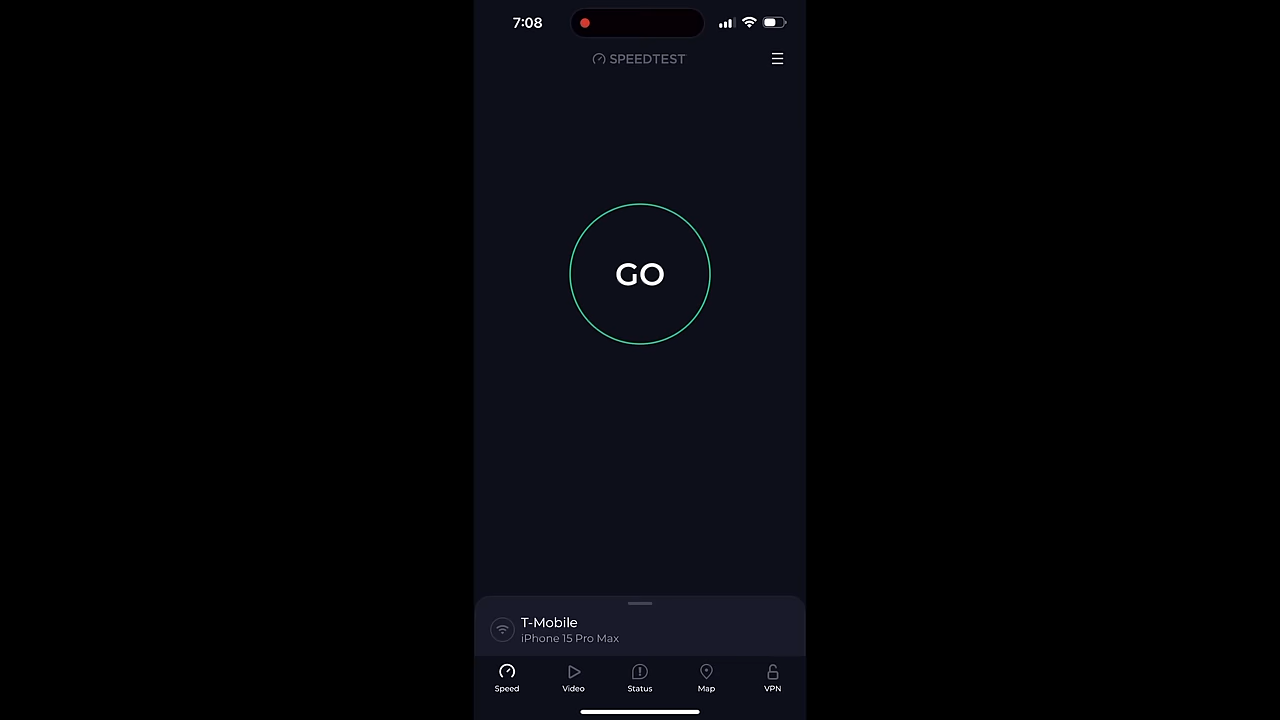 7:08
SPEEDTEST
GO
T-Mobile
iPhone 15 Pro Max
Speed
Video
Status
Map
VPN